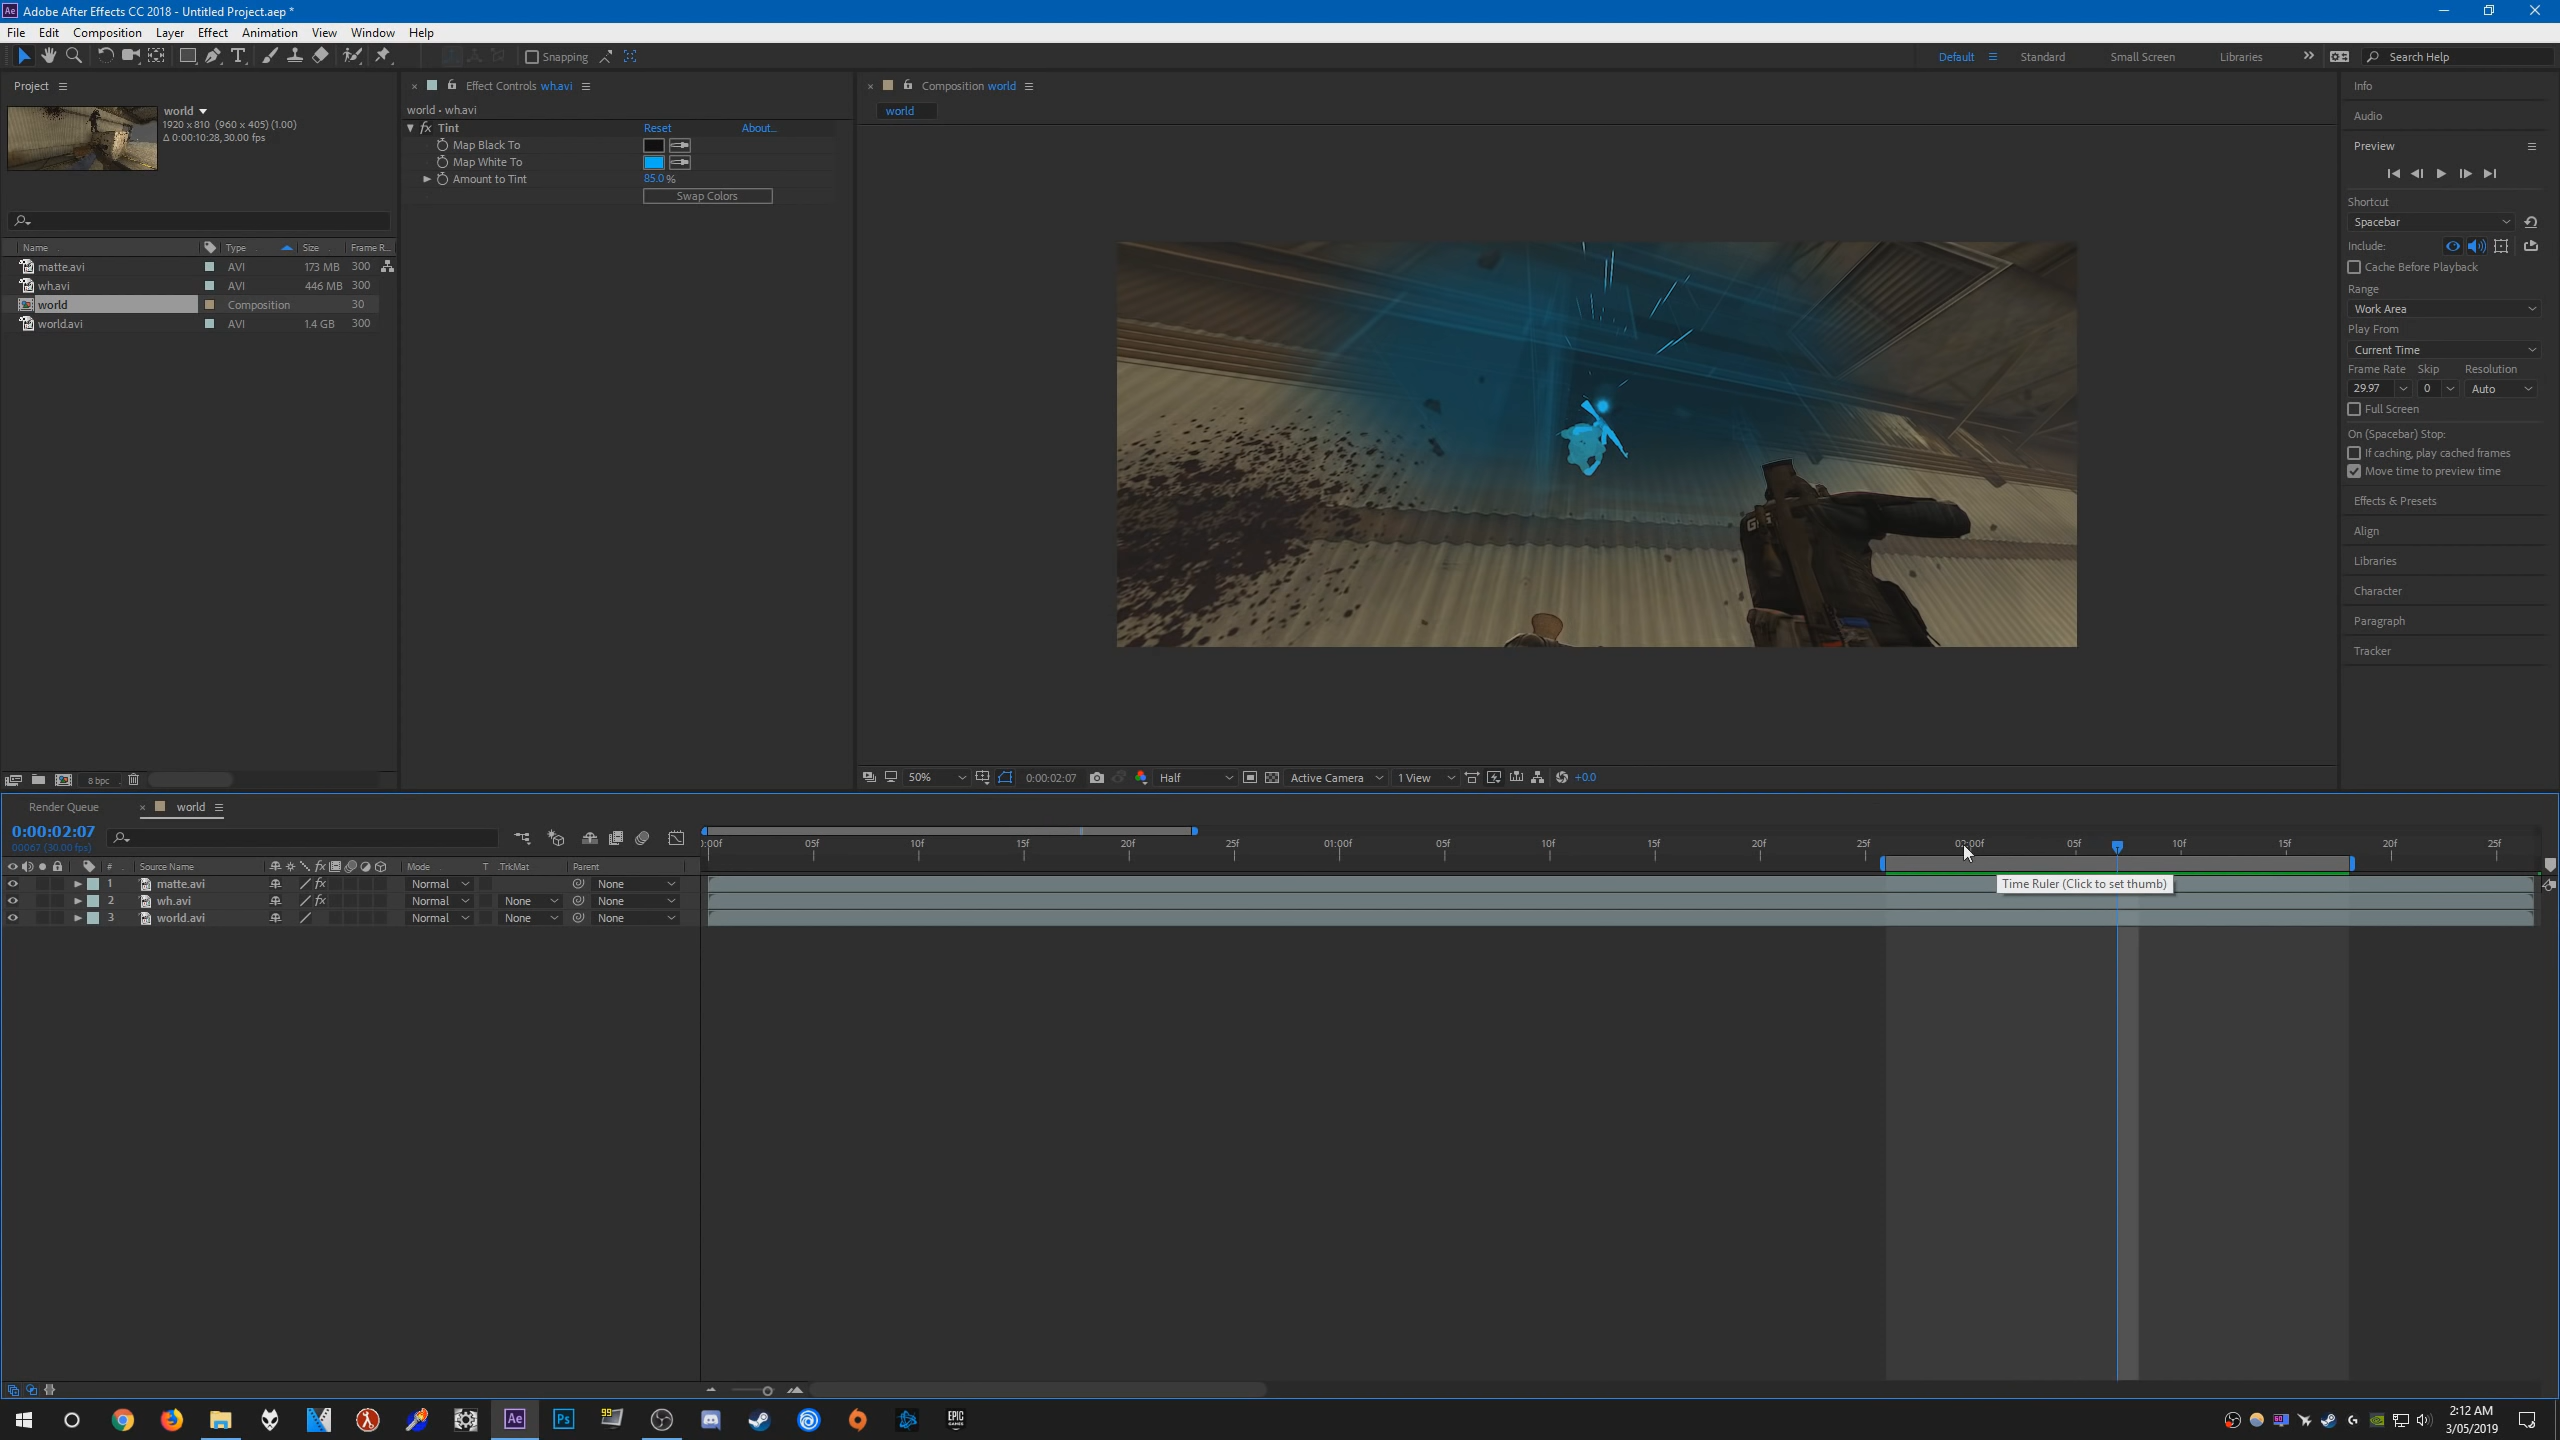 Adobe After Effects CC 2018 - Untitled Project.aep *
File Edit Composition Layer Effect Animation View Window Help
Snapping
Default Standard Small Screen Libraries Search Help
Project
world
1920 x 810 (960 x 405) (1.00)
Δ 0:00:10:28, 30.00 fps
Name Type Size Frame R...
matte.avi AVI 173 MB 300
wh.avi AVI 446 MB 300
world Composition 30
world.avi AVI 1.4 GB 300
8 bpc
Effect Controls wh.avi
world • wh.avi
fx Tint Reset About...
Map Black To
Map White To
Amount to Tint 85.0 %
Swap Colors
Composition world
world
50% 0:00:02:07 Half Active Camera 1 View +0.0
Info
Audio
Preview
Shortcut
Spacebar
Include:
Cache Before Playback
Range
Work Area
Play From
Current Time
Frame Rate Skip Resolution
29.97 0 Auto
Full Screen
On (Spacebar) Stop:
If caching, play cached frames
Move time to preview time
Effects & Presets
Align
Libraries
Character
Paragraph
Tracker
Render Queue world
0:00:02:07
00067 (30.00 fps)
# Source Name fx Mode T .TrkMat Parent
1 matte.avi fx Normal None
2 wh.avi fx Normal None None
3 world.avi Normal None None
:00f 05f 10f 15f 20f 25f 01:00f 05f 10f 15f 20f 25f 02:00f 05f 10f 15f 20f 25f
Time Ruler (Click to set thumb)
Ae Ps 99 EPIC GAMES
2:12 AM
3/05/2019